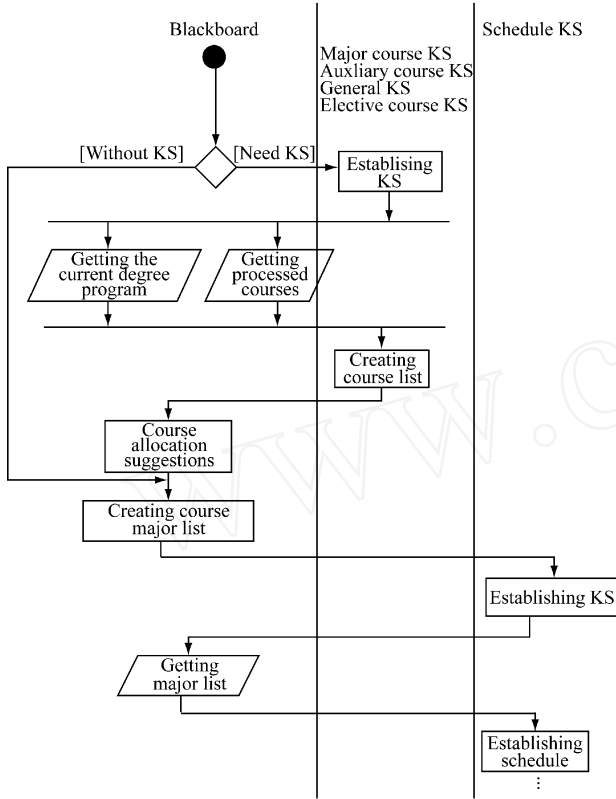 Blackboard
Schedule KS
Major course KS
Auxliary course KS
General KS
Elective course KS
[Without KS]
[Need KS]
Establising
KS
Getting the
current degree
program
Getting
processed
courses
Creating
course list
Course
allocation
suggestions
Creating course
major list
Establishing KS
Getting
major list
Establishing
schedule
⋮
www.c